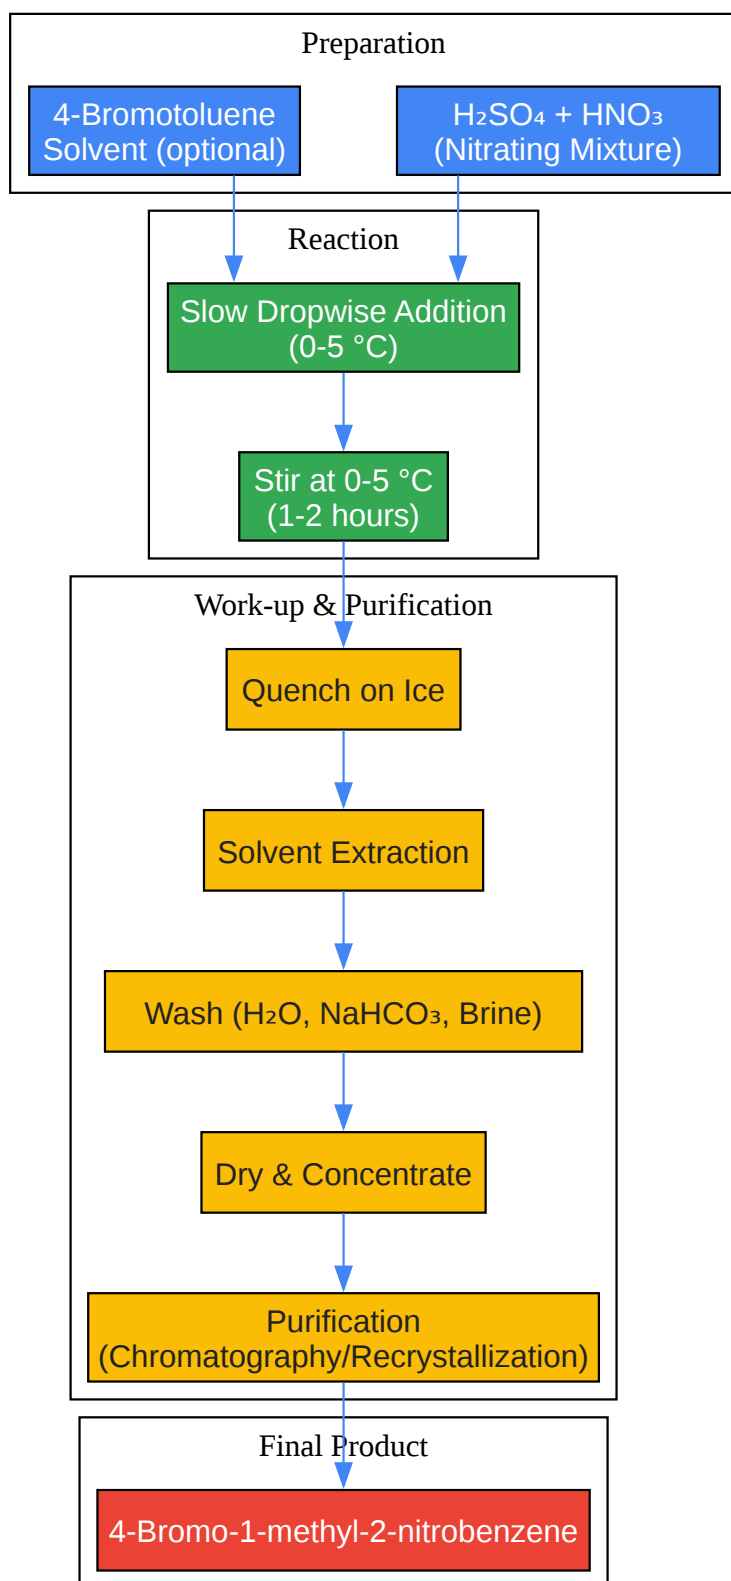 Preparation
4-Bromotoluene
Solvent (optional)
H₂SO₄ + HNO₃
(Nitrating Mixture)
Reaction
Slow Dropwise Addition
(0-5 °C)
Stir at 0-5 °C
(1-2 hours)
Work-up & Purification
Quench on Ice
Solvent Extraction
Wash (H₂O, NaHCO₃, Brine)
Dry & Concentrate
Purification
(Chromatography/Recrystallization)
Final Product
4-Bromo-1-methyl-2-nitrobenzene